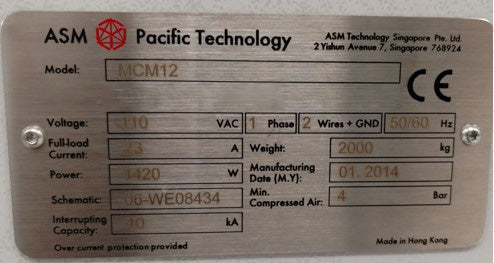 ASM Pacific Technology
ASM Technology Singapore Pte. Ltd.
2 Yishun Avenue 7, Singapore 768924
Model: MCM12
CE
Voltage: 110 VAC 1 Phase 2 Wires + GND 50/60 Hz
Full-load Current: 13 A Weight: 2000 kg
Power: 1420 W Manufacturing Date (M.Y): 01.2014
Schematic: 06-WE08434 Min. Compressed Air: 4 Bar
Interrupting Capacity: 10 kA
Over current protection provided
Made in Hong Kong